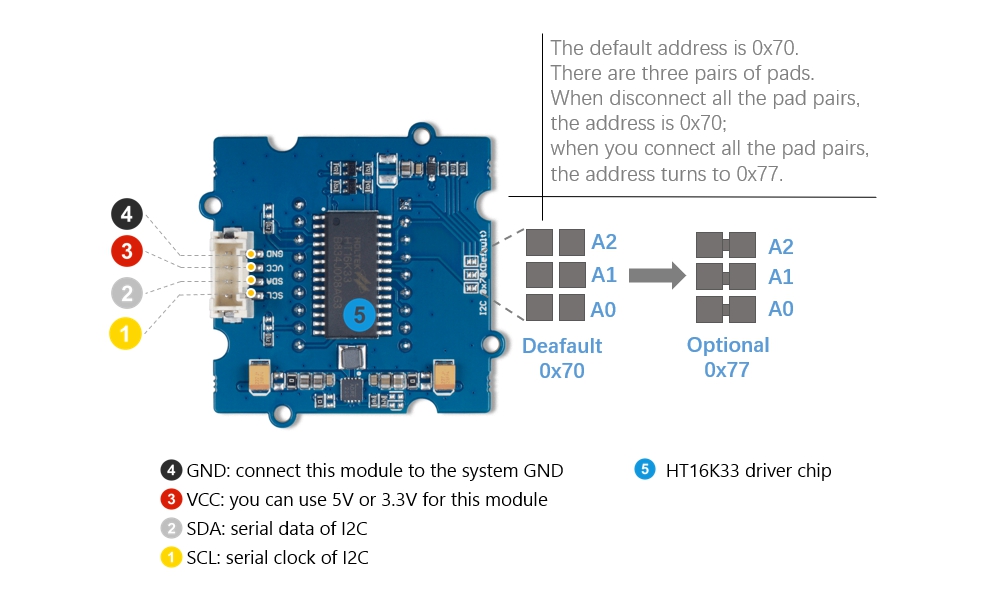 The default address is 0x70.
There are three pairs of pads.
When disconnect all the pad pairs,
the address is 0x70;
when you connect all the pad pairs,
the address turns to 0x77.
4
3
2
1
GND
VCC
SDA
SCL
5
I2C 0x70(Default)
A2
A1
A0
Deafault
0x70
A2
A1
A0
Optional
0x77
4 GND: connect this module to the system GND
3 VCC: you can use 5V or 3.3V for this module
2 SDA: serial data of I2C
1 SCL: serial clock of I2C
5 HT16K33 driver chip